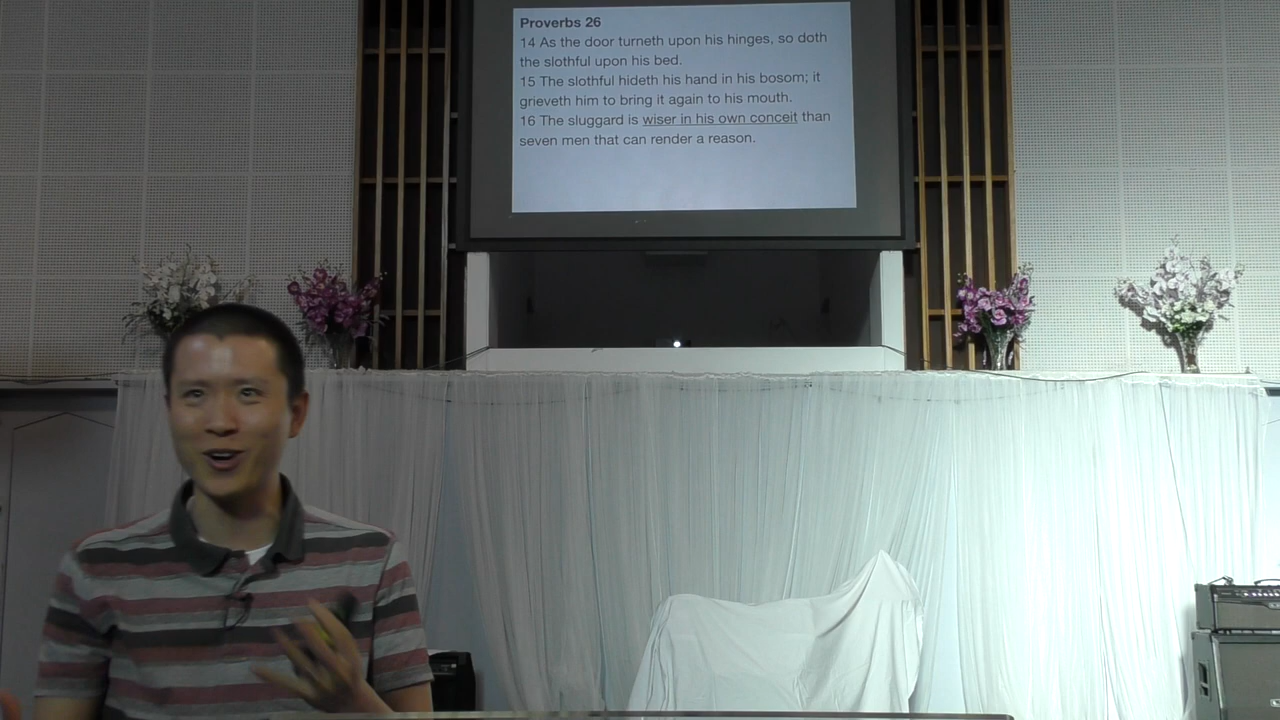 Proverbs 26
14 As the door turneth upon his hinges, so doth
the slothful upon his bed.
15 The slothful hideth his hand in his bosom; it
grieveth him to bring it again to his mouth.
16 The sluggard is wiser in his own conceit than
seven men that can render a reason.